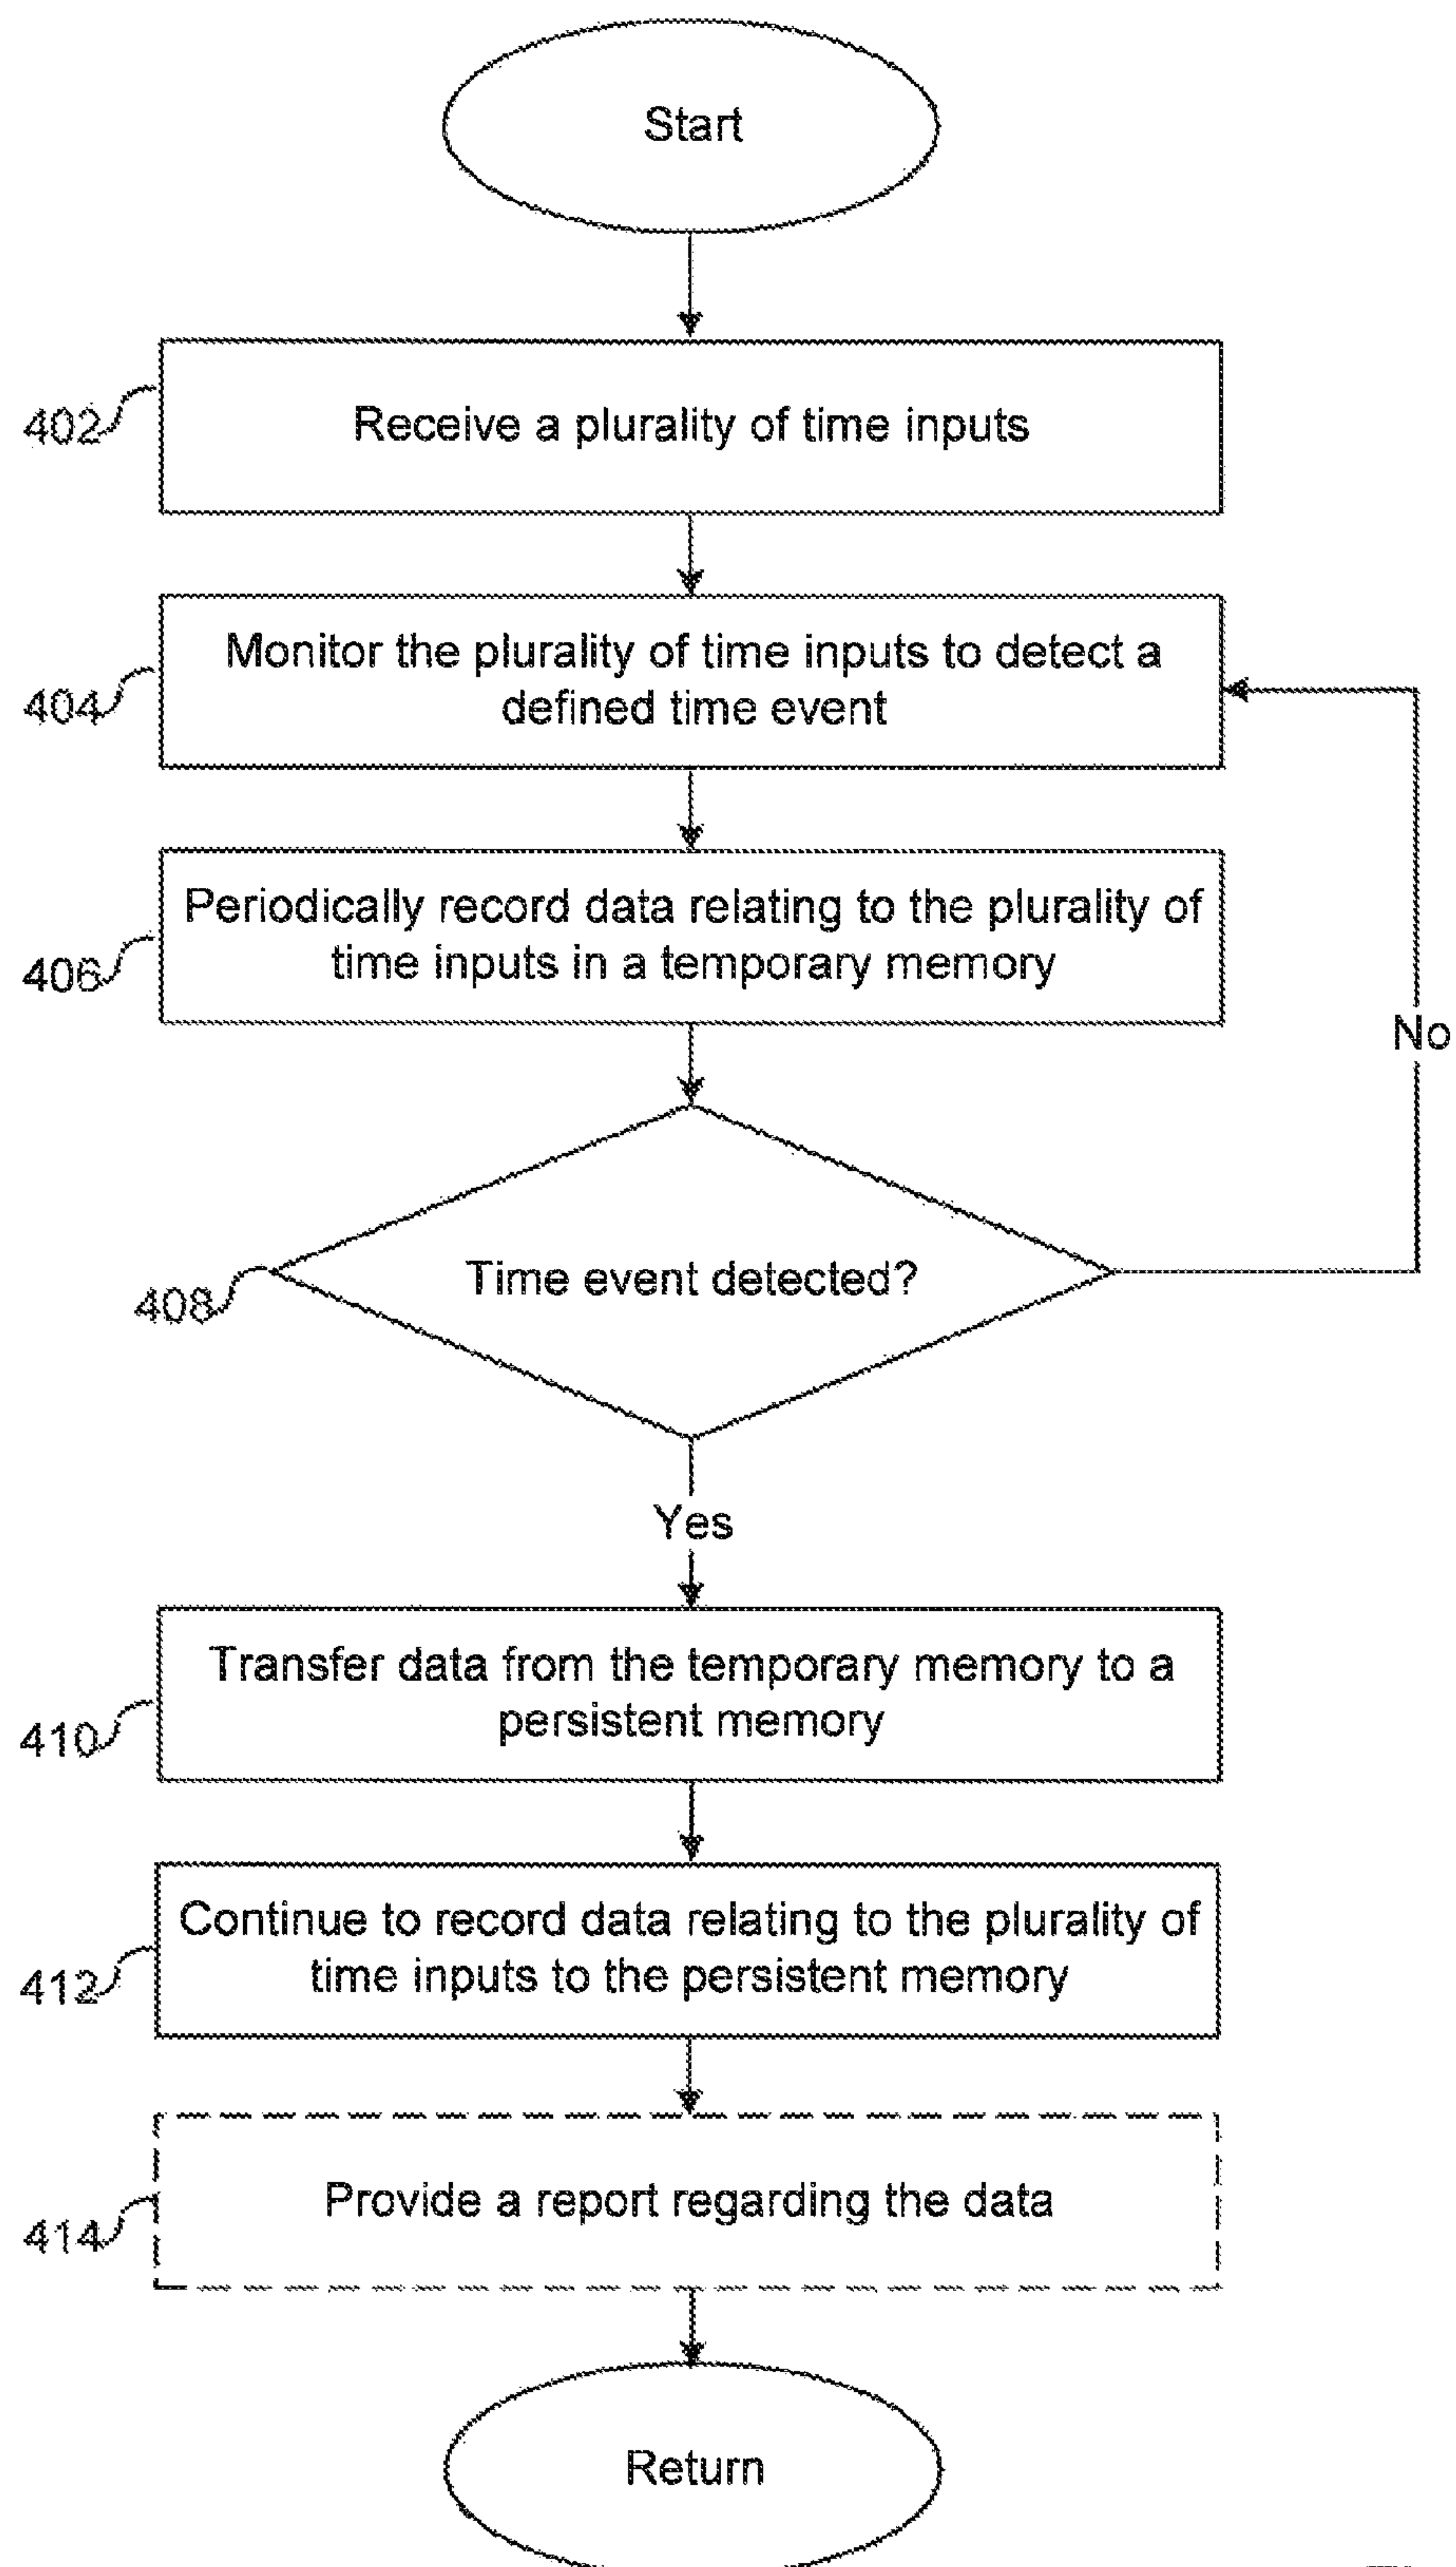 Start
402
Receive a plurality of time inputs
404
Monitor the plurality of time inputs to detect a
defined time event
406
Periodically record data relating to the plurality of
time inputs in a temporary memory
No
408
Time event detected?
Yes
410
Transfer data from the temporary memory to a
persistent memory
412
Continue to record data relating to the plurality of
time inputs to the persistent memory
414
Provide a report regarding the data
Return